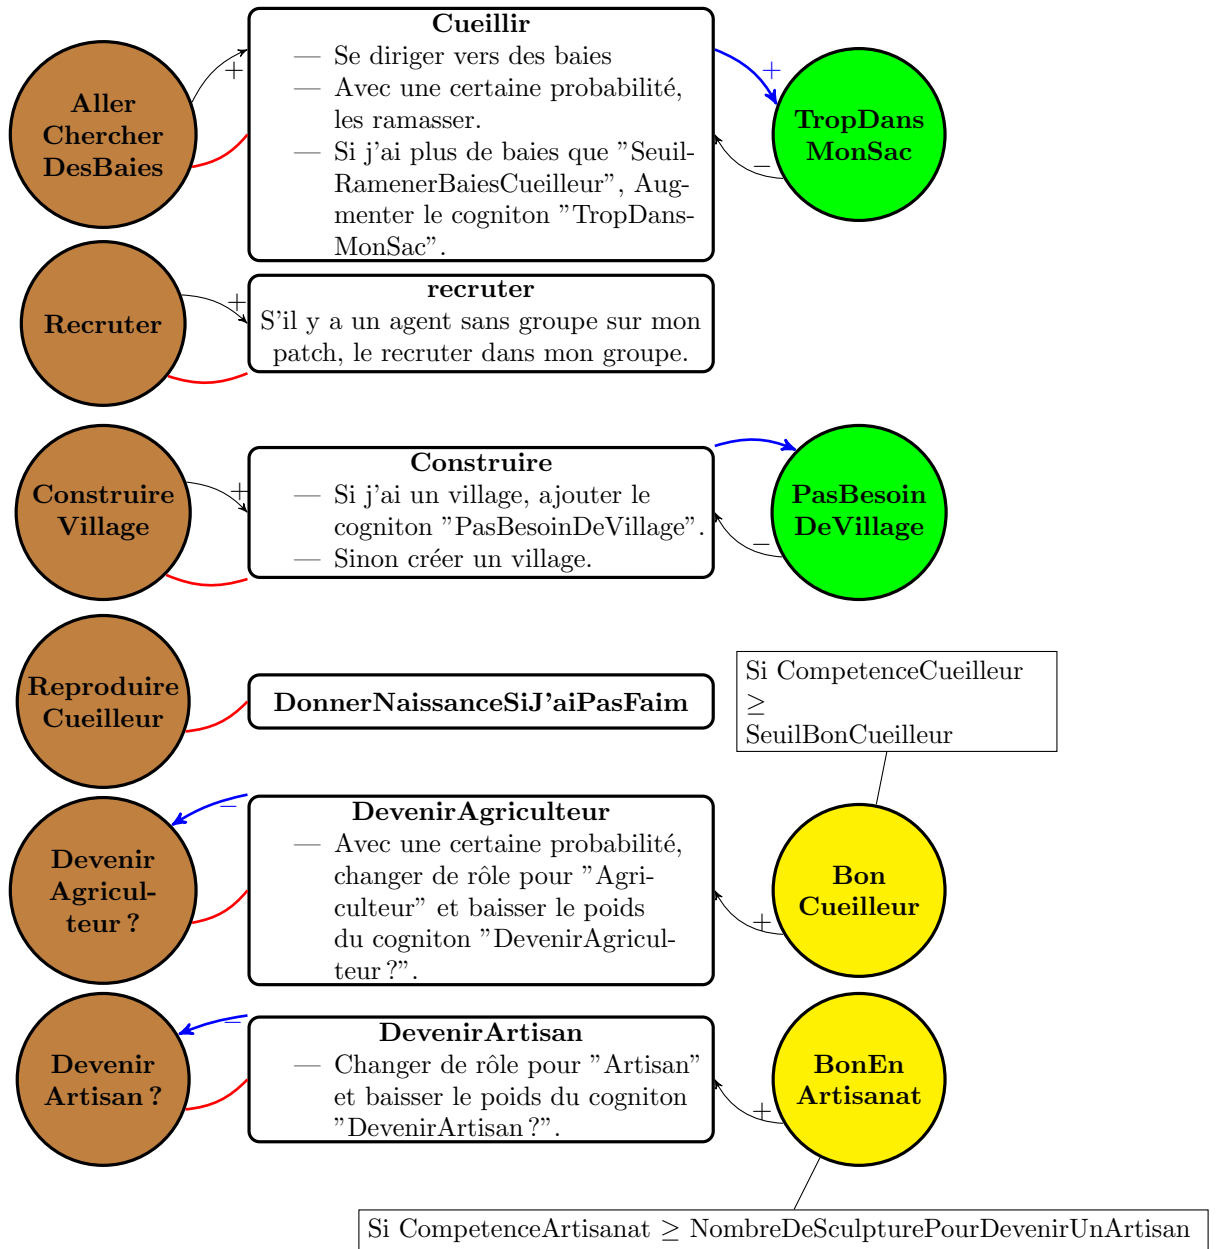 Aller
Chercher
DesBaies
+
Cueillir
— Se diriger vers des baies
— Avec une certaine probabilité,
les ramasser.
— Si j'ai plus de baies que ”Seuil-
RamenerBaiesCueilleur”, Aug-
menter le cogniton ”TropDans-
MonSac”.
+
−
TropDans
MonSac
Recruter
+
recruter
S'il y a un agent sans groupe sur mon
patch, le recruter dans mon groupe.
Construire
Village
+
Construire
— Si j'ai un village, ajouter le
cogniton ”PasBesoinDeVillage”.
— Sinon créer un village.
−
PasBesoin
DeVillage
Reproduire
Cueilleur
DonnerNaissanceSiJ'aiPasFaim
Si CompetenceCueilleur
≥
SeuilBonCueilleur
Devenir
Agricul-
teur ?
−
DevenirAgriculteur
— Avec une certaine probabilité,
changer de rôle pour ”Agri-
culteur” et baisser le poids
du cogniton ”DevenirAgricul-
teur ?”.
+
Bon
Cueilleur
Devenir
Artisan ?
−
DevenirArtisan
— Changer de rôle pour ”Artisan”
et baisser le poids du cogniton
”DevenirArtisan ?”.
+
BonEn
Artisanat
Si CompetenceArtisanat ≥ NombreDeSculpturePourDevenirUnArtisan